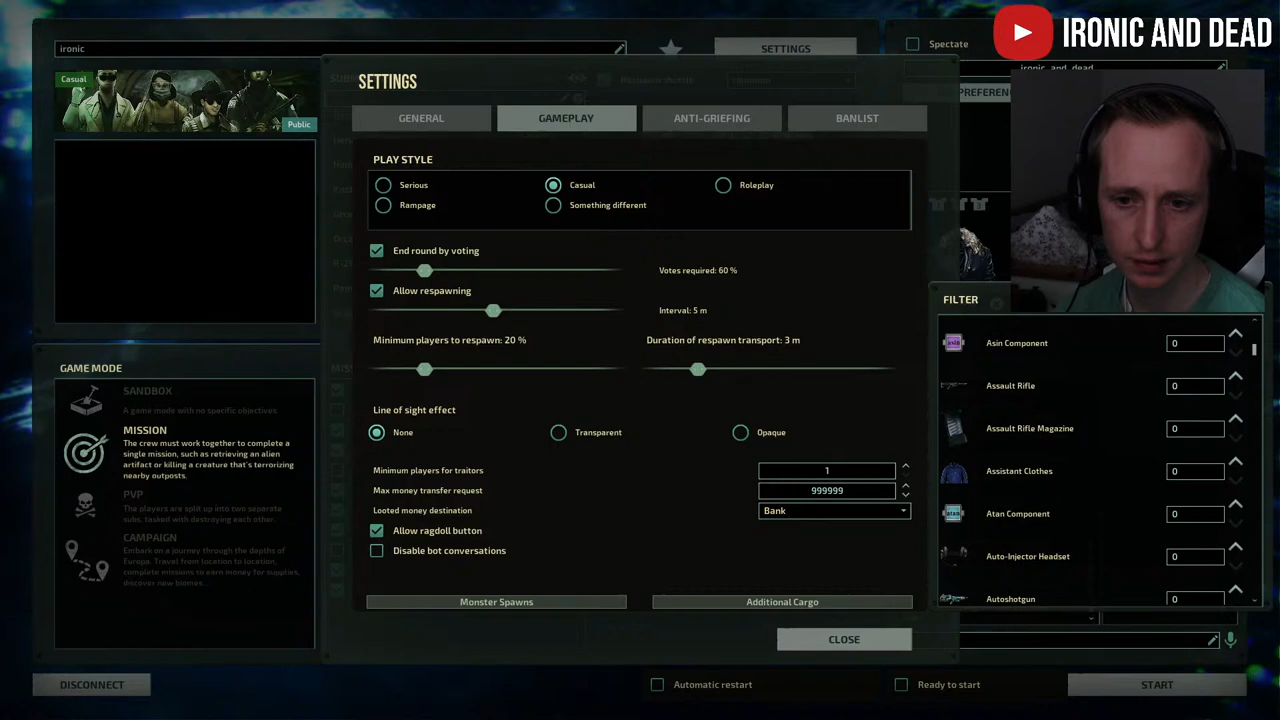 IRONIC AND DEAD
ironic
SETTINGS
Spectate
ironic_and_dead
Casual
Public
SETTINGS
GENERAL
GAMEPLAY
ANTI-GRIEFING
BANLIST
PLAY STYLE
Serious
Casual
Roleplay
Rampage
Something different
End round by voting
Votes required: 60 %
Allow respawning
Interval: 5 m
Minimum players to respawn: 20 %
Duration of respawn transport: 3 m
Line of sight effect
None
Transparent
Opaque
Minimum players for traitors
1
Max money transfer request
999999
Looted money destination
Bank
Allow ragdoll button
Disable bot conversations
Monster Spawns
Additional Cargo
CLOSE
GAME MODE
SANDBOX
A game mode with no specific objectives
MISSION
The crew must work together to complete a
single mission, such as retrieving an alien
artifact or killing a creature that's terrorizing
nearby outposts.
PVP
The players are split up into two separate
subs, tasked with destroying each other.
CAMPAIGN
Embark on a journey through the depths of
Europa. Travel from location to location,
complete missions to earn money for supplies,
discover new biomes.
FILTER
Asin Component
0
Assault Rifle
0
Assault Rifle Magazine
0
Assistant Clothes
0
Atan Component
0
Auto-Injector Headset
0
Autoshotgun
0
DISCONNECT
Automatic restart
Ready to start
START